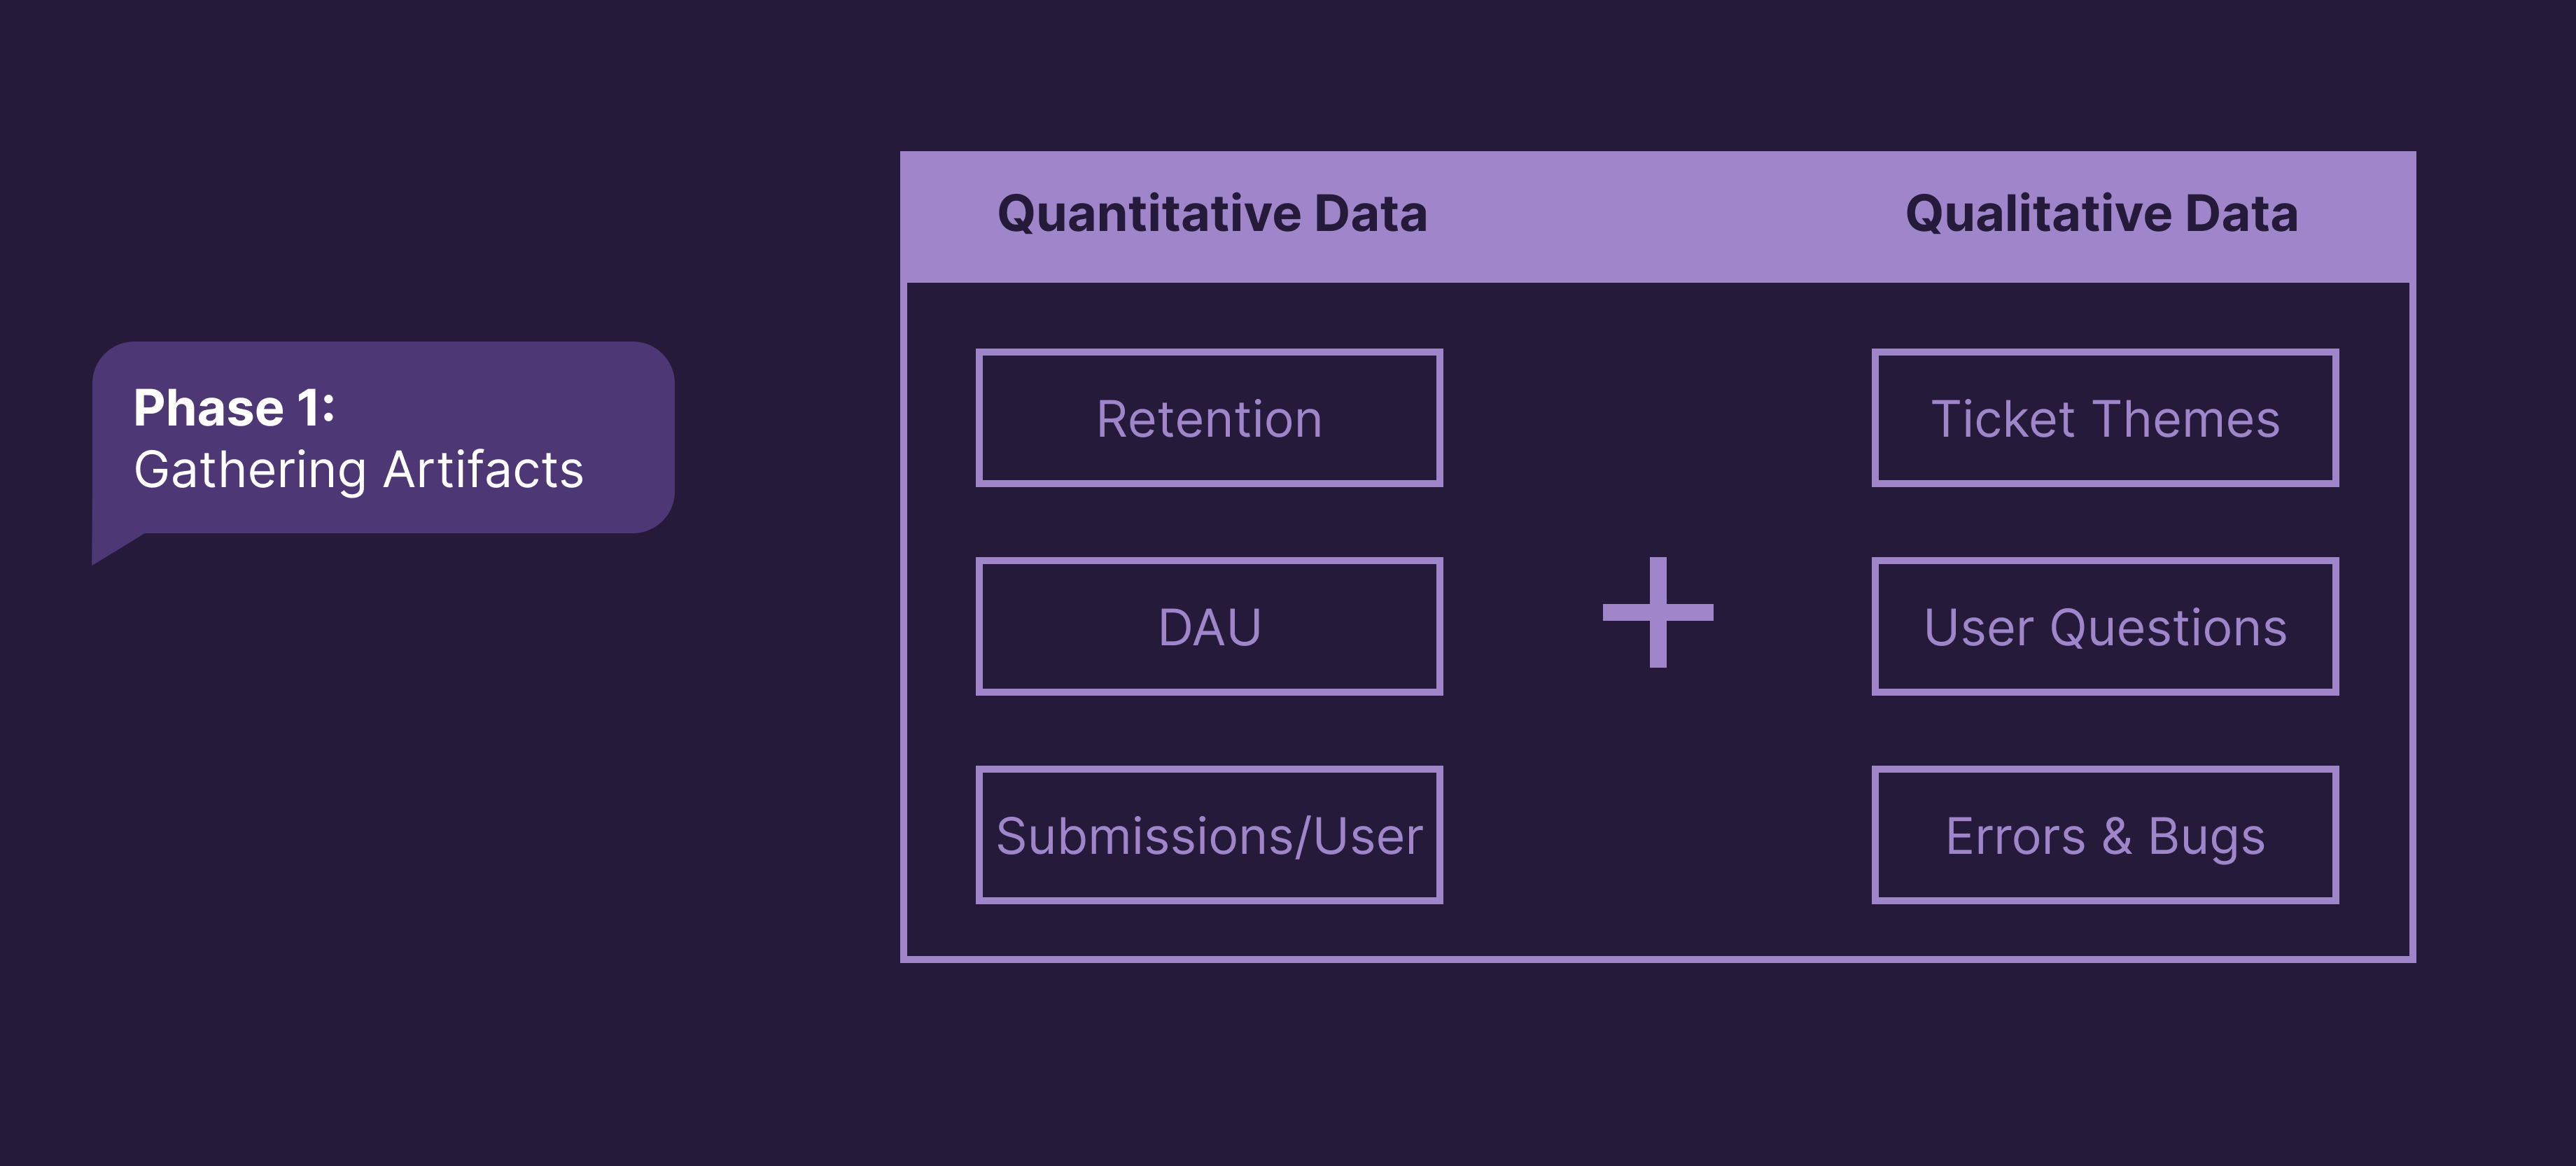 Phase 1:
Gathering Artifacts
Quantitative Data
Qualitative Data
Retention
Ticket Themes
DAU
+
User Questions
Submissions/User
Errors & Bugs